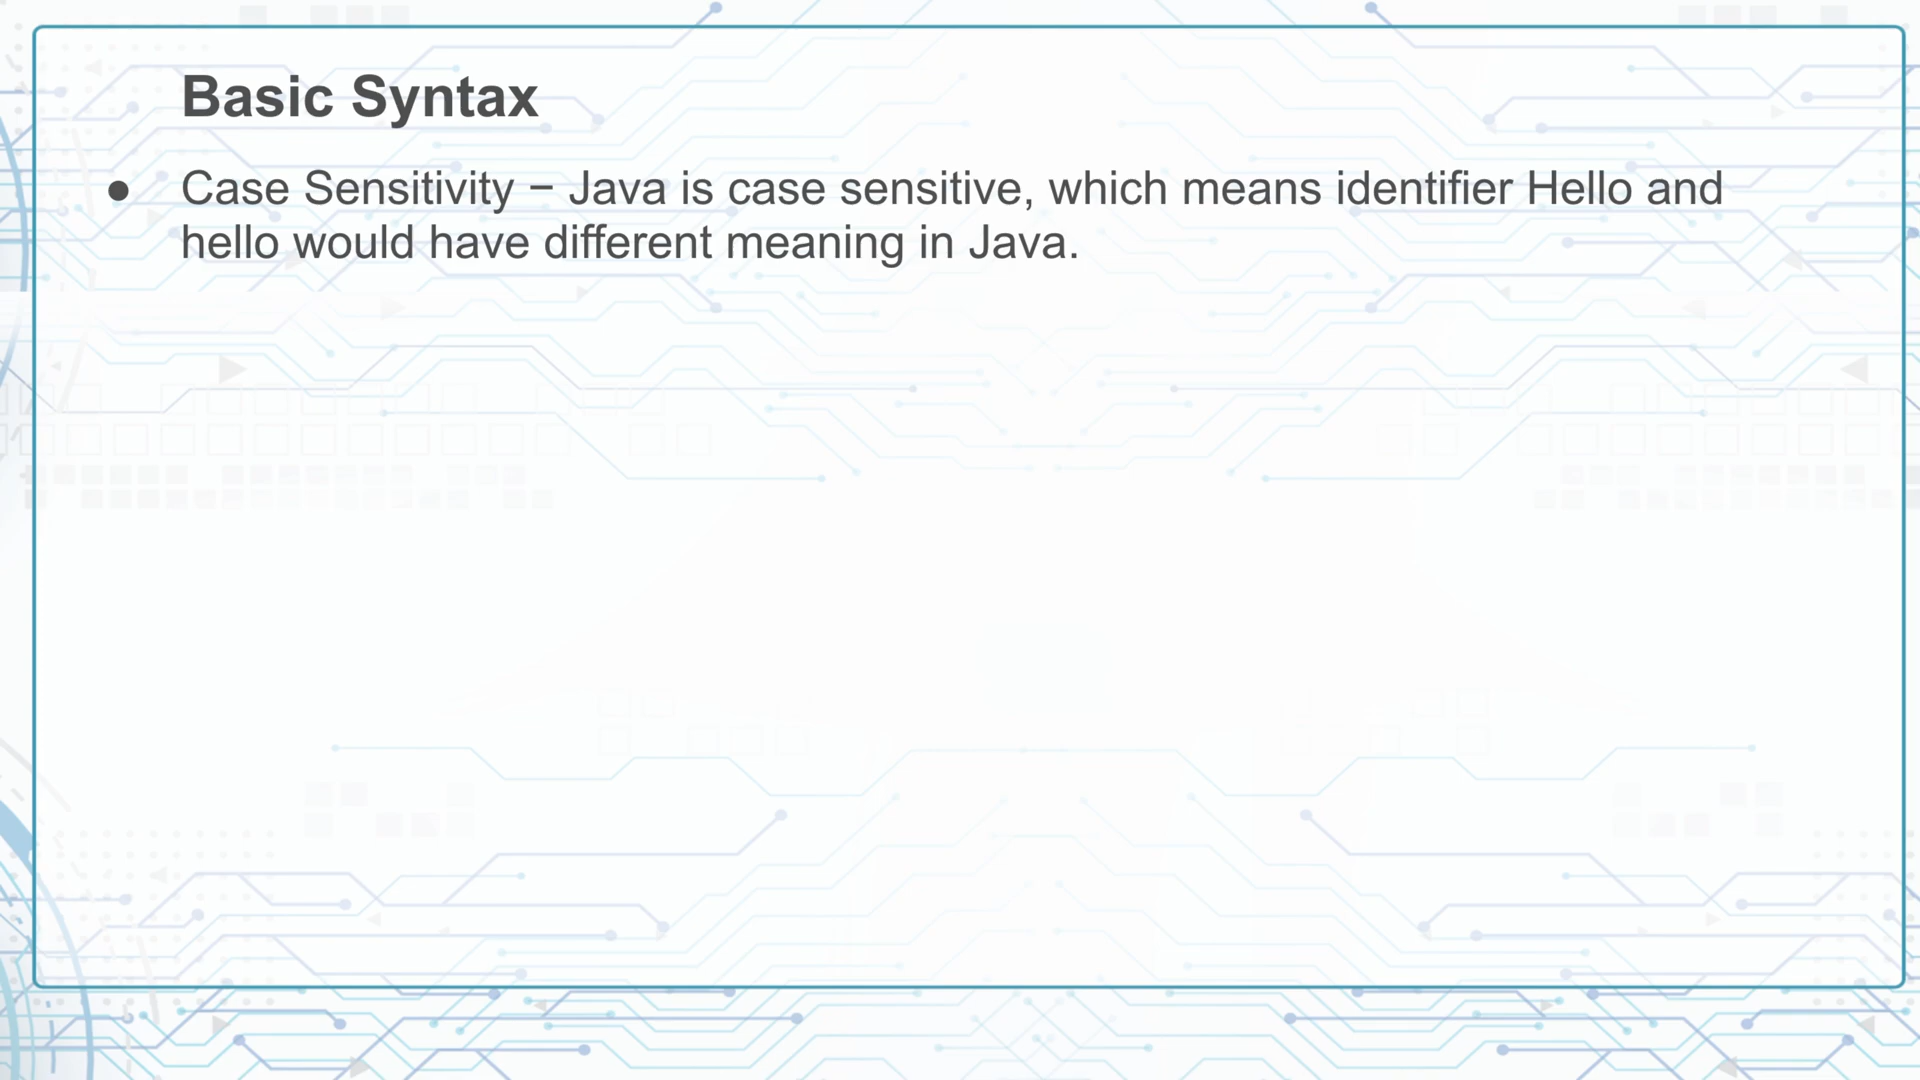 Basic Syntax
● Case Sensitivity − Java is case sensitive, which means identifier Hello and
hello would have different meaning in Java.